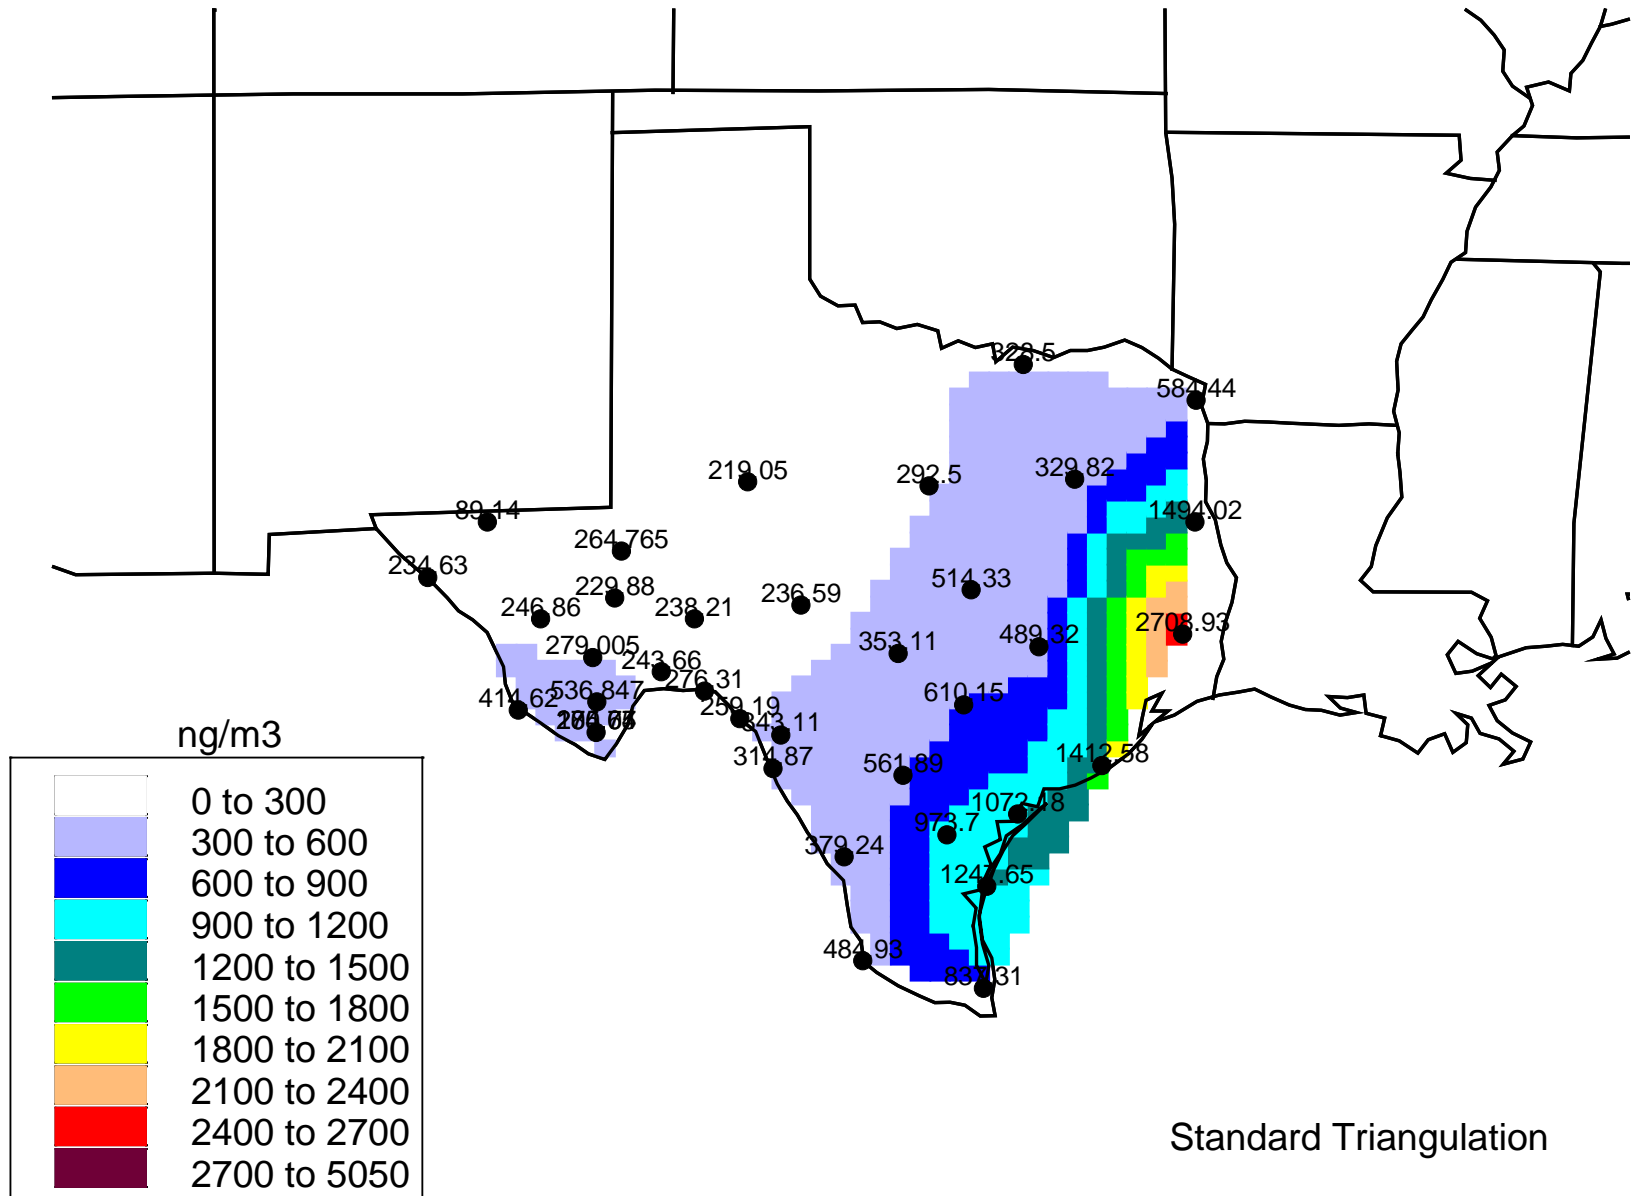 328.5
584.44
219.05
292.5
329.82
89.14
1494.02
264.765
234.63
514.33
229.88
236.59
246.86
238.21
2708.93
489.32
353.11
279.005
243.66
276.31
536.847
610.15
414.62
259.19
343.11
ng/m3
314.87
561.89
1412.58
0 to 300
1072.18
973.7
300 to 600
379.24
600 to 900
1247.65
900 to 1200
484.93
1200 to 1500
837.31
1500 to 1800
1800 to 2100
2100 to 2400
2400 to 2700
Standard Triangulation
2700 to 5050